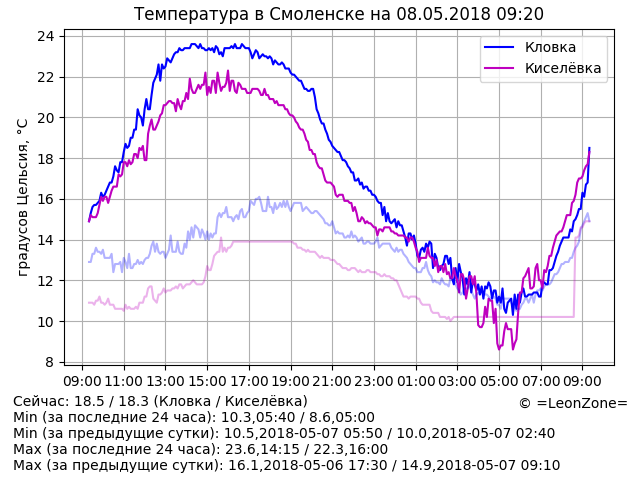 Температура в Смоленске на 08.05.2018 09:20
градусов Цельсия, °C
24
22
20
18
16
14
12
10
8
Кловка
Киселёвка
09:00 11:00 13:00 15:00 17:00 19:00 21:00 23:00 01:00 03:00 05:00 07:00 09:00
Сейчас: 18.5 / 18.3 (Кловка / Киселёвка)
© =LeonZone=
Min (за последние 24 часа): 10.3,05:40 / 8.6,05:00
Min (за предыдущие сутки): 10.5,2018-05-07 05:50 / 10.0,2018-05-07 02:40
Max (за последние 24 часа): 23.6,14:15 / 22.3,16:00
Max (за предыдущие сутки): 16.1,2018-05-06 17:30 / 14.9,2018-05-07 09:10